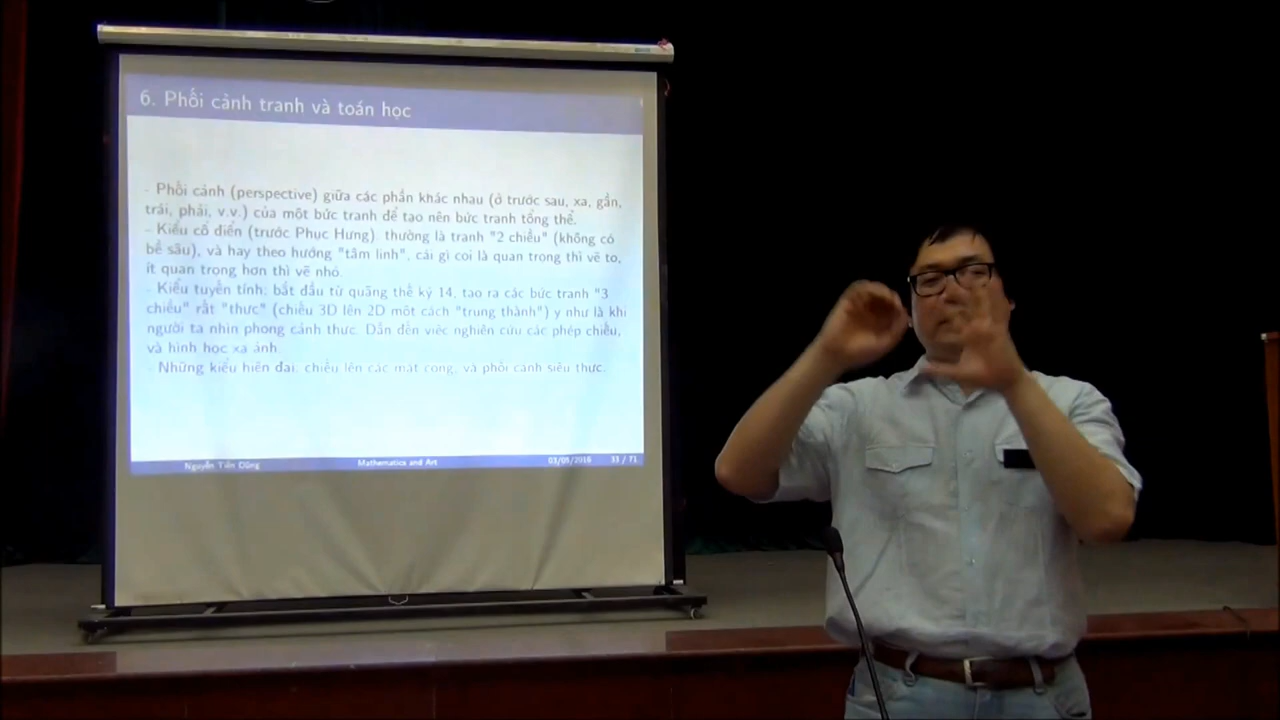 6. Phối cảnh tranh và toán học
- Phối cảnh (perspective) giữa các phần khác nhau (ở trước sau, xa, gần,
trái, phải, v.v.) của một bức tranh để tạo nên bức tranh tổng thể.
- Kiểu cổ điển (trước Phục Hưng): thường là tranh "2 chiều" (không có
bề sâu), và hay theo hướng "tâm linh", cái gì coi là quan trọng thì vẽ to,
ít quan trọng hơn thì vẽ nhỏ.
- Kiểu tuyến tính: bắt đầu từ quãng thế kỷ 14, tạo ra các bức tranh "3
chiều" rất "thực" (chiếu 3D lên 2D một cách "trung thành") y như là khi
người ta nhìn phong cảnh thực. Dẫn đến việc nghiên cứu các phép chiếu,
và hình học xạ ảnh.
- Những kiểu hiện đại: chiếu lên các mặt cong, và phối cảnh siêu thực.
Nguyễn Tiến Dũng Mathematics and Art 03/05/2016 33 / 71